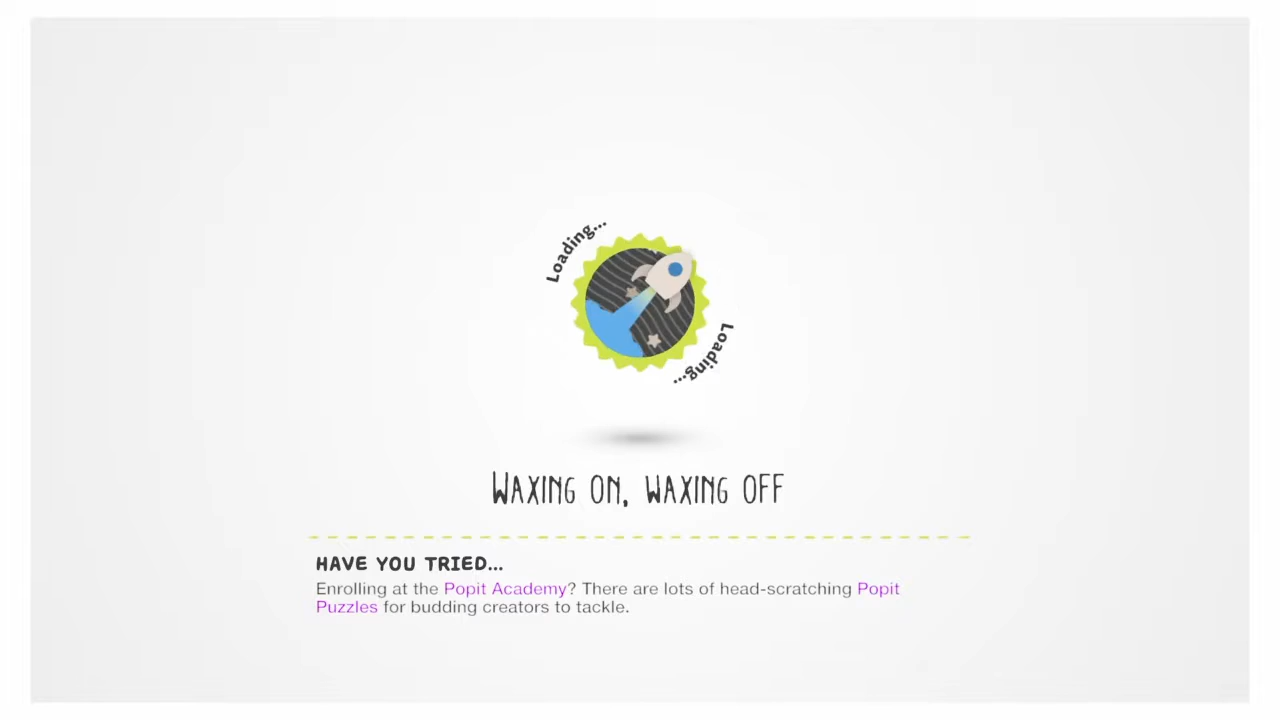 Loading...
Loading...
WAXING ON, WAXING OFF
HAVE YOU TRIED...
Enrolling at the Popit Academy? There are lots of head-scratching Popit
Puzzles for budding creators to tackle.